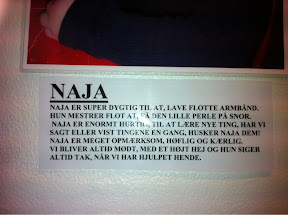 NAJA
NAJA ER SUPER DYGTIG TIL AT, LAVE FLOTTE ARMBÅND.
HUN MESTRER FLOT AT, FÅ DEN LILLE PERLE PÅ SNOR.
NAJA ER ENORMT HURTIG, TIL AT LÆRE NYE TING, HAR VI
SAGT ELLER VIST TINGENE EN GANG, HUSKER NAJA DEM!
NAJA ER MEGET OPMÆRKSOM, HØFLIG OG KÆRLIG.
VI BLIVER ALTID MØDT, MED ET HØJT HEJ OG HUN SIGER
ALTID TAK, NÅR VI HAR HJULPET HENDE.